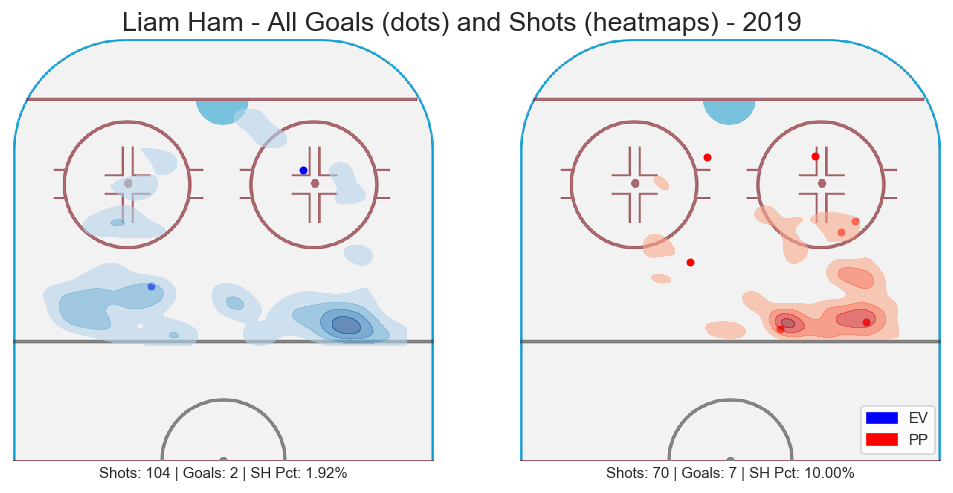 Liam Ham - All Goals (dots) and Shots (heatmaps) - 2019
EV
PP
Shots: 104 | Goals: 2 | SH Pct: 1.92%
Shots: 70 | Goals: 7 | SH Pct: 10.00%